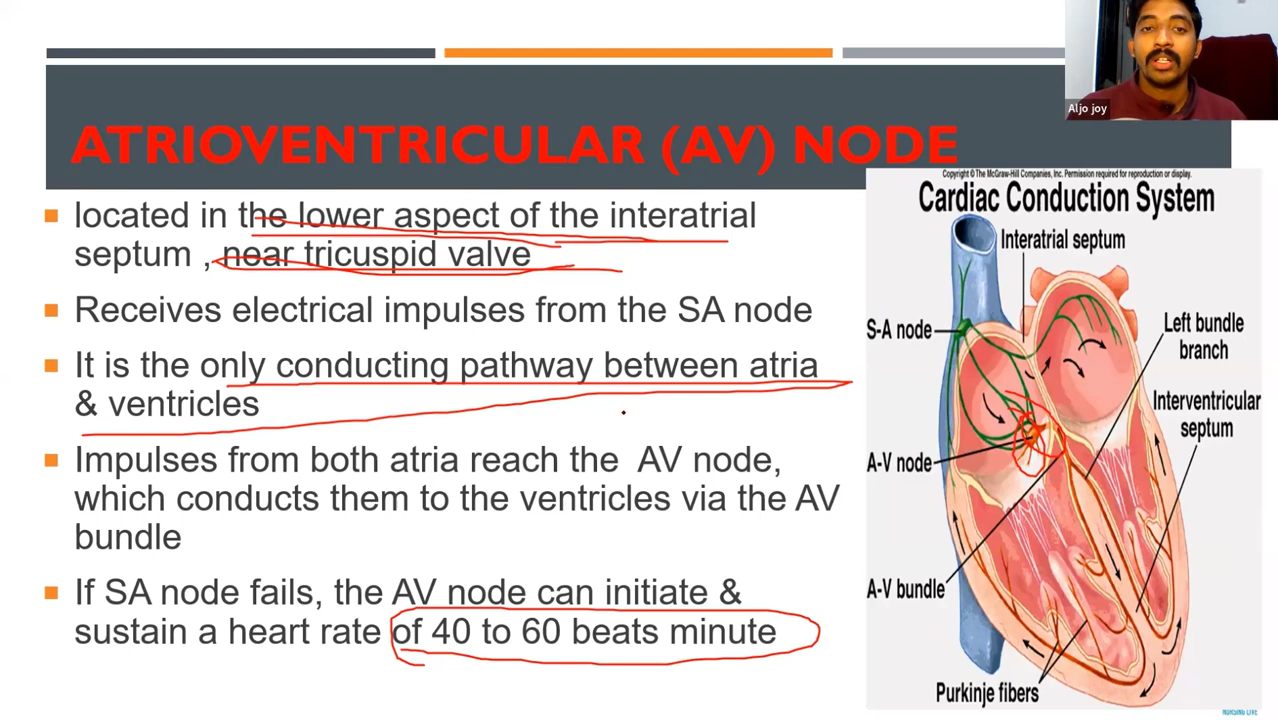 Aljo joy
ATRIOVENTRICULAR (AV) NODE
located in the lower aspect of the interatrial
septum , near tricuspid valve
Receives electrical impulses from the SA node
It is the only conducting pathway between atria
& ventricles
Impulses from both atria reach the AV node,
which conducts them to the ventricles via the AV
bundle
If SA node fails, the AV node can initiate &
sustain a heart rate of 40 to 60 beats minute
Copyright © The McGraw-Hill Companies, Inc. Permission required for reproduction or display.
Cardiac Conduction System
Interatrial septum
S-A node
Left bundle
branch
Interventricular
septum
A-V node
A-V bundle
Purkinje fibers
NURSING LIVE